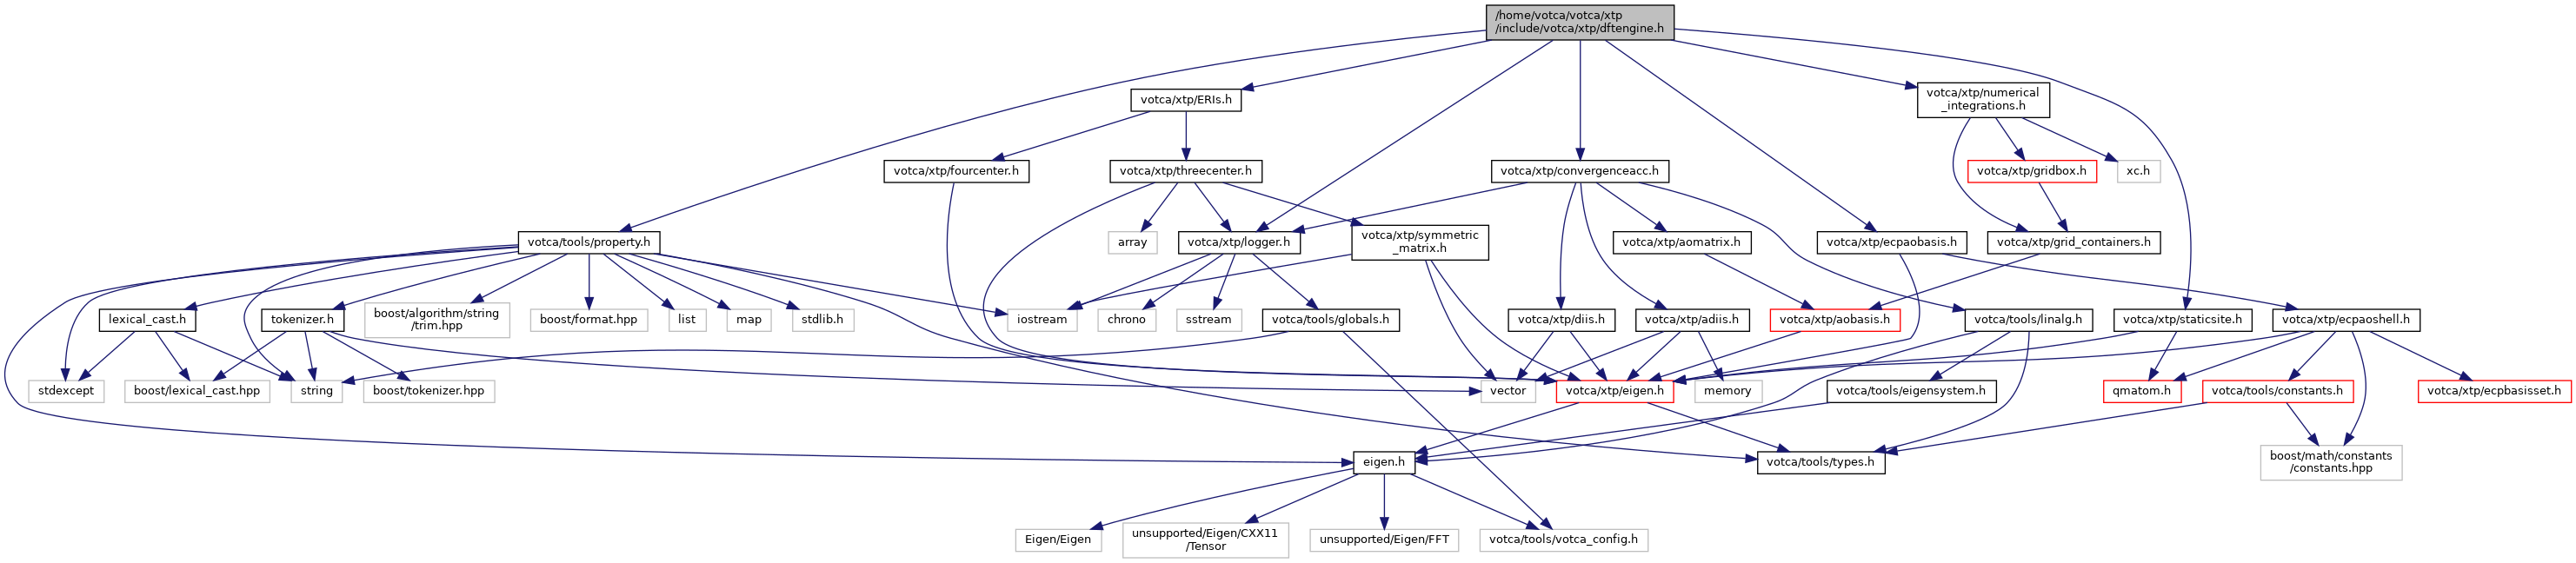 /home/votca/votca/xtp
/include/votca/xtp/dftengine.h
votca/xtp/ERIs.h
votca/xtp/numerical
_integrations.h
votca/xtp/fourcenter.h
votca/xtp/threecenter.h
votca/xtp/convergenceacc.h
votca/xtp/gridbox.h
xc.h
votca/tools/property.h
array
votca/xtp/logger.h
votca/xtp/symmetric
_matrix.h
votca/xtp/aomatrix.h
votca/xtp/ecpaobasis.h
votca/xtp/grid_containers.h
lexical_cast.h
tokenizer.h
boost/algorithm/string
/trim.hpp
boost/format.hpp
list
map
stdlib.h
iostream
chrono
sstream
votca/tools/globals.h
votca/xtp/diis.h
votca/xtp/adiis.h
votca/xtp/aobasis.h
votca/tools/linalg.h
votca/xtp/staticsite.h
votca/xtp/ecpaoshell.h
stdexcept
boost/lexical_cast.hpp
string
boost/tokenizer.hpp
vector
votca/xtp/eigen.h
memory
votca/tools/eigensystem.h
qmatom.h
votca/tools/constants.h
votca/xtp/ecpbasisset.h
eigen.h
votca/tools/types.h
boost/math/constants
/constants.hpp
Eigen/Eigen
unsupported/Eigen/CXX11
/Tensor
unsupported/Eigen/FFT
votca/tools/votca_config.h